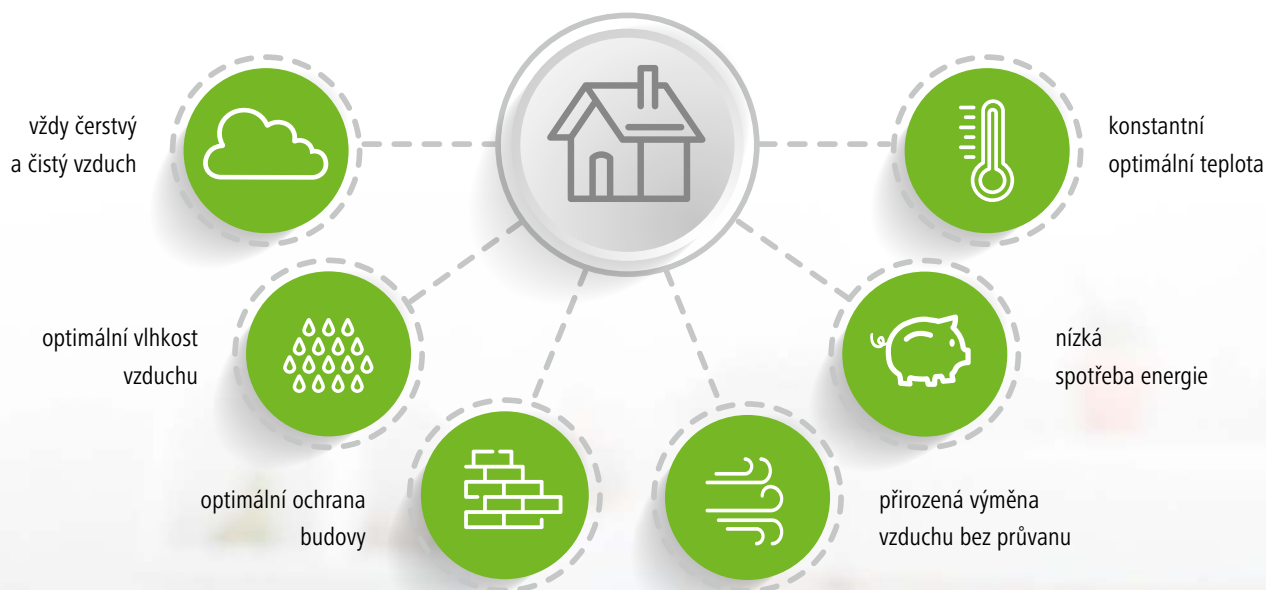 vždy čerstvý
a čistý vzduch
konstantní
optimální teplota
optimální vlhkost
vzduchu
nízká
spotřeba energie
optimální ochrana
budovy
přirozená výměna
vzduchu bez průvanu